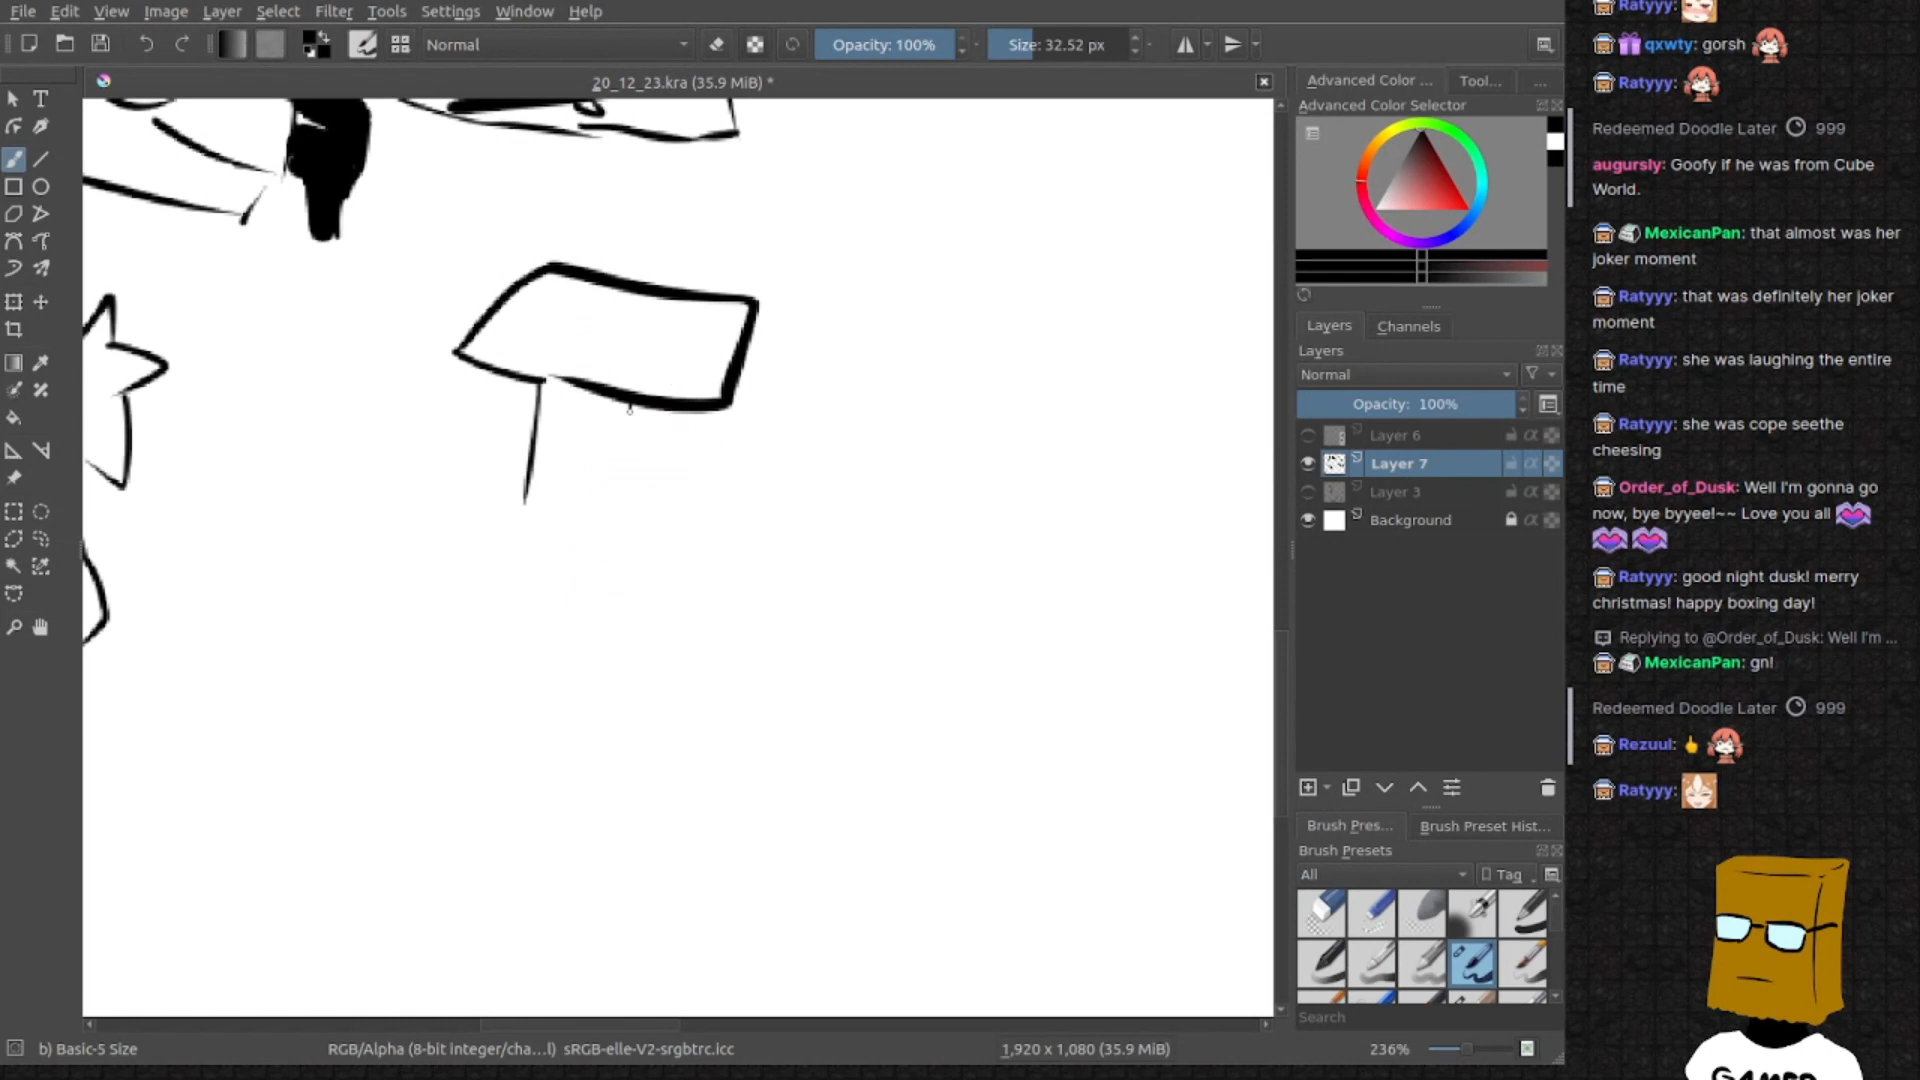 File Edit View Image Layer Select Filter Tools Settings Window Help
Normal
Opacity: 100%
Size: 32.52 px
20_12_23.kra (35.9 MiB) *
Advanced Color ...
Tool...
...
Advanced Color Selector
Layers
Channels
Layers
Normal
Opacity: 100%
Layer 6
Layer 7
Layer 3
Background
Brush Pres...
Brush Preset Hist...
Brush Presets
All
Tag
Search
b) Basic-5 Size
RGB/Alpha (8-bit integer/cha...l) sRGB-elle-V2-srgbtrc.icc
1,920 x 1,080 (35.9 MiB)
236%
Ratyyy:
qxwty: gorsh
Ratyyy:
Redeemed Doodle Later 999
augursly: Goofy if he was from Cube
World.
MexicanPan: that almost was her
joker moment
Ratyyy: that was definitely her joker
moment
Ratyyy: she was laughing the entire
time
Ratyyy: she was cope seethe
cheesing
Order_of_Dusk: Well I'm gonna go
now, bye byyee!~~ Love you all
Ratyyy: good night dusk! merry
christmas! happy boxing day!
Replying to @Order_of_Dusk: Well I'm ...
MexicanPan: gn!
Redeemed Doodle Later 999
Rezuul:
Ratyyy:
GAMER